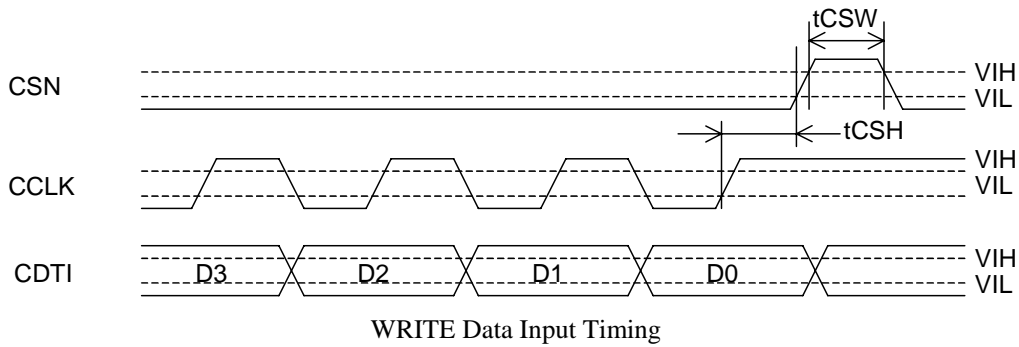 tCSW
CSN
VIH
VIL
tCSH
CCLK
VIH
VIL
CDTI
D3
D2
D1
D0
VIH
VIL
WRITE Data Input Timing